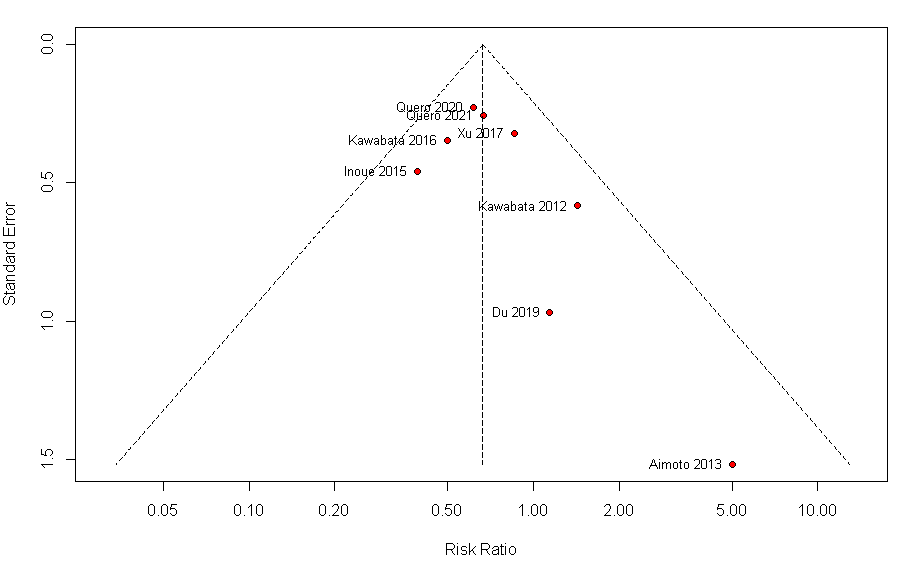 0.0
0.5
1.0
1.5
Standard Error
Quero 2020
Quero 2021
Xu 2017
Kawabata 2016
Inoue 2015
Kawabata 2012
Du 2019
Aimoto 2013
0.05 0.10 0.20 0.50 1.00 2.00 5.00 10.00
Risk Ratio